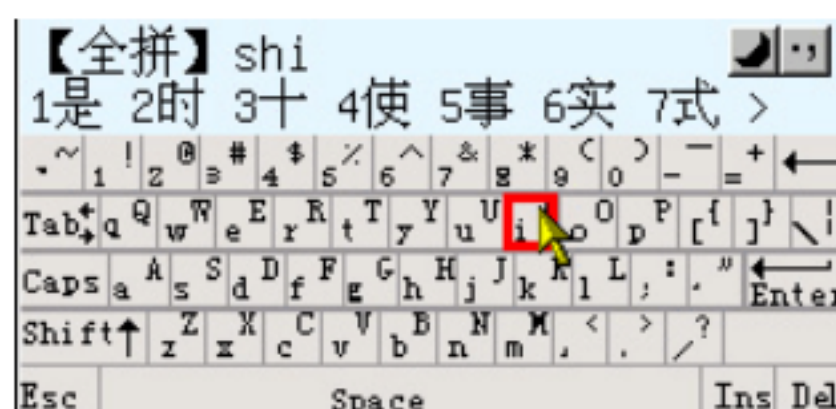 【全拼】shi
1是 2时 3十 4使 5事 6实 7式 >
` ~ 1 ! 2 @ 3 # 4 $ 5 % 6 ^ 7 & 8 * 9 ( 0 ) - _ = +
Tab q Q w W e E r R t T y Y u U i o O p P [ { ] } \ |
Caps a A s S d D f F g G h H j J k K l L ; : ' " Enter
Shift z Z x X c C v V b B n N m M , < . > / ?
Esc Space Ins Del